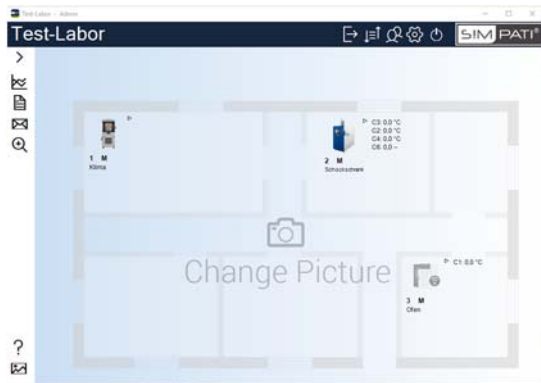 Test-Labor - Admin
Test-Labor
SIMPATI®
C3: 0,0 °C
C2: 0,0 °C
C4: 0,0 °C
C6: 0,0 –
1 M
Klima
2 M
Schockschrank
Change Picture
C1: 0,0 °C
3 M
Ofen
?